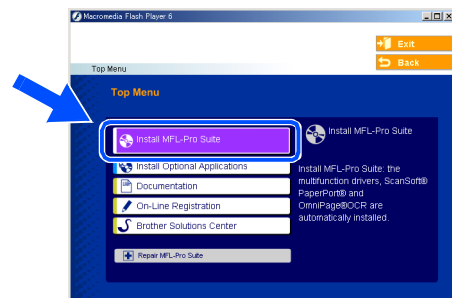 Macromedia Flash Player 6
Exit
Back
Top Menu
Top Menu
Install MFL-Pro Suite
Install Optional Applications
Documentation
On-Line Registration
Brother Solutions Center
Repair MFL-Pro Suite
Install MFL-Pro Suite
Install MFL-Pro Suite: the
multifunction drivers, ScanSoft®
PaperPort® and
OmniPage®OCR are
automatically installed.